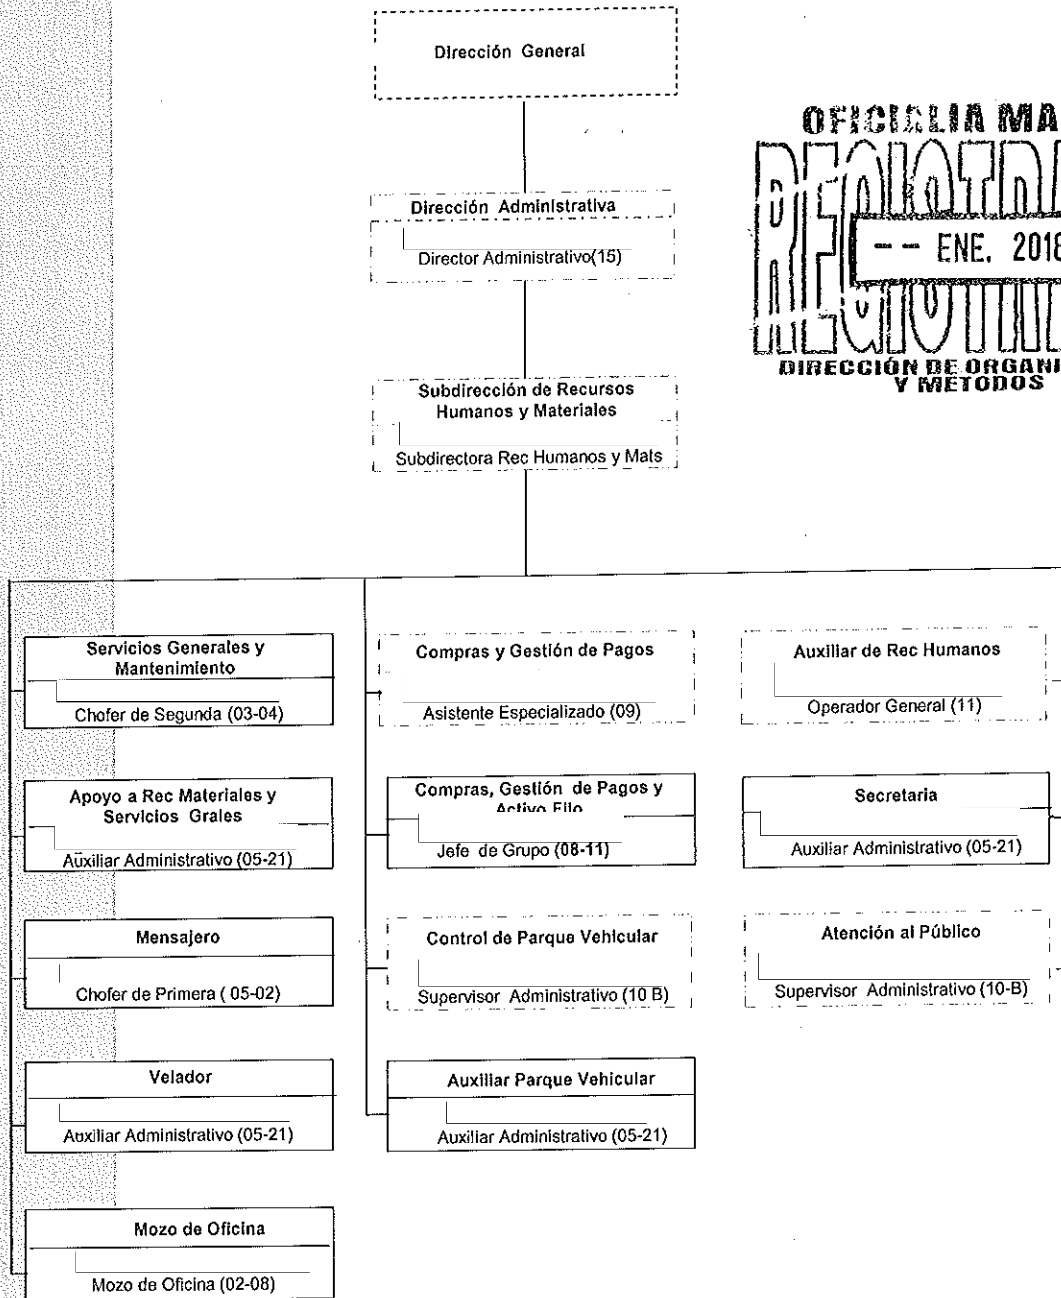 Dirección General
OFICIALIA MA
-- ENE. 2018
DIRECCIÓN DE ORGANI
Y METODOS
Dirección Administrativa
Director Administrativo(15)
Subdirección de Recursos
Humanos y Materiales
Subdirectora Rec Humanos y Mats
Servicios Generales y
Mantenimiento
Chofer de Segunda (03-04)
Apoyo a Rec Materiales y
Servicios Grales
Auxiliar Administrativo (05-21)
Mensajero
Chofer de Primera ( 05-02)
Velador
Auxiliar Administrativo (05-21)
Mozo de Oficina
Mozo de Oficina (02-08)
Compras y Gestión de Pagos
Asistente Especializado (09)
Compras, Gestión de Pagos y
Activo
Jefe de Grupo (08-11)
Control de Parque Vehicular
Supervisor Administrativo (10 B)
Auxiliar Parque Vehicular
Auxiliar Administrativo (05-21)
Auxiliar de Rec Humanos
Operador General (11)
Secretaria
Auxiliar Administrativo (05-21)
Atención al Público
Supervisor Administrativo (10-B)